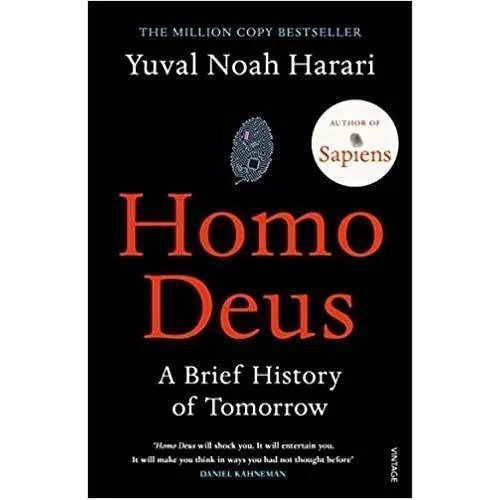 THE MILLION COPY BESTSELLER
Yuval Noah Harari
AUTHOR OF
Sapiens
Homo
Deus
A Brief History
of Tomorrow
'Homo Deus will shock you. It will entertain you.
It will make you think in ways you had not thought before'
DANIEL KAHNEMAN
VINTAGE